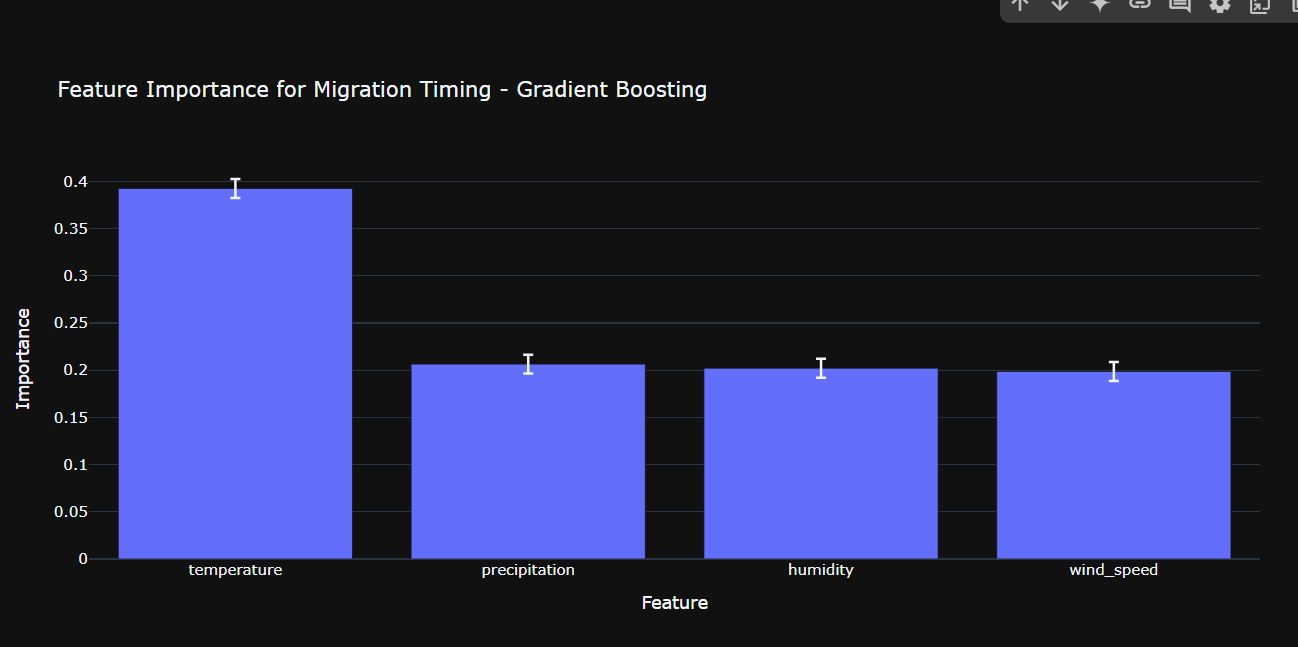 Feature Importance for Migration Timing - Gradient Boosting
0.4
0.35
0.3
0.25
0.2
0.15
0.1
0.05
0
Importance
temperature precipitation humidity wind_speed
Feature